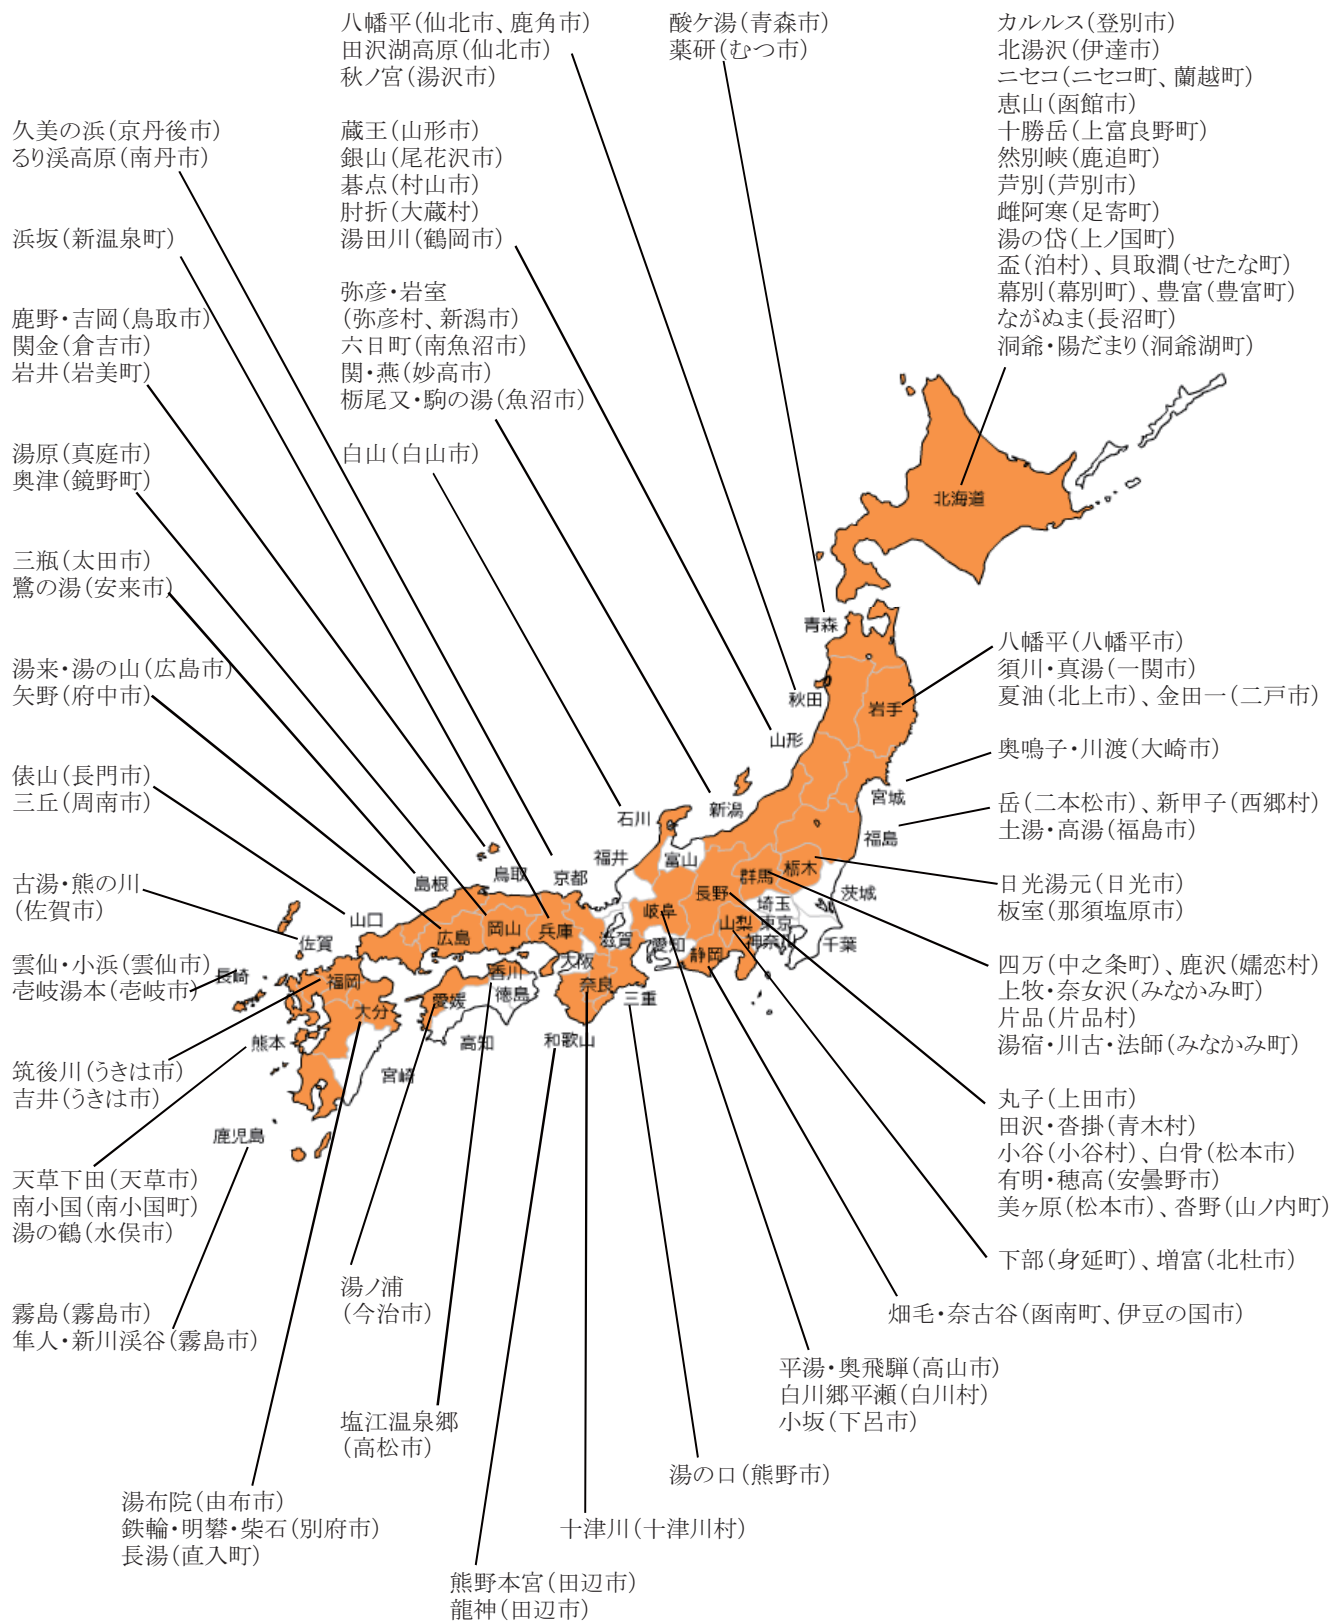 八幡平(仙北市、鹿角市)
田沢湖高原(仙北市)
秋ノ宮(湯沢市)
酸ケ湯(青森市)
薬研(むつ市)
カルルス(登別市)
北湯沢(伊達市)
ニセコ(ニセコ町、蘭越町)
恵山(函館市)
十勝岳(上富良野町)
然別峡(鹿追町)
芦別(芦別市)
雌阿寒(足寄町)
湯の岱(上ノ国町)
盃(泊村)、貝取澗(せたな町)
幕別(幕別町)、豊富(豊富町)
ながぬま(長沼町)
洞爺・陽だまり(洞爺湖町)
久美の浜(京丹後市)
るり渓高原(南丹市)
浜坂(新温泉町)
鹿野・吉岡(鳥取市)
関金(倉吉市)
岩井(岩美町)
湯原(真庭市)
奥津(鏡野町)
三瓶(太田市)
鷺の湯(安来市)
湯来・湯の山(広島市)
矢野(府中市)
俵山(長門市)
三丘(周南市)
古湯・熊の川
(佐賀市)
雲仙・小浜(雲仙市)
壱岐湯本(壱岐市)
筑後川(うきは市)
吉井(うきは市)
天草下田(天草市)
南小国(南小国町)
湯の鶴(水俣市)
霧島(霧島市)
隼人・新川渓谷(霧島市)
蔵王(山形市)
銀山(尾花沢市)
碁点(村山市)
肘折(大蔵村)
湯田川(鶴岡市)
弥彦・岩室
(弥彦村、新潟市)
六日町(南魚沼市)
関・燕(妙高市)
栃尾又・駒の湯(魚沼市)
白山(白山市)
北海道
青森
秋田
岩手
山形
宮城
新潟
福島
石川
福井
富山
群馬
栃木
長野
茨城
埼玉
東京
千葉
神奈川
山梨
岐阜
愛知
静岡
滋賀
三重
京都
大阪
奈良
和歌山
兵庫
鳥取
島根
岡山
広島
山口
香川
徳島
愛媛
高知
福岡
佐賀
長崎
大分
熊本
宮崎
鹿児島
八幡平(八幡平市)
須川・真湯(一関市)
夏油(北上市)、金田一(二戸市)
奥鳴子・川渡(大崎市)
岳(二本松市)、新甲子(西郷村)
土湯・高湯(福島市)
日光湯元(日光市)
板室(那須塩原市)
四万(中之条町)、鹿沢(嬬恋村)
上牧・奈女沢(みなかみ町)
片品(片品村)
湯宿・川古・法師(みなかみ町)
丸子(上田市)
田沢・沓掛(青木村)
小谷(小谷村)、白骨(松本市)
有明・穂高(安曇野市)
美ヶ原(松本市)、沓野(山ノ内町)
下部(身延町)、増富(北杜市)
畑毛・奈古谷(函南町、伊豆の国市)
平湯・奥飛騨(高山市)
白川郷平瀬(白川村)
小坂(下呂市)
湯の口(熊野市)
十津川(十津川村)
熊野本宮(田辺市)
龍神(田辺市)
湯ノ浦
(今治市)
塩江温泉郷
(高松市)
湯布院(由布市)
鉄輪・明礬・柴石(別府市)
長湯(直入町)